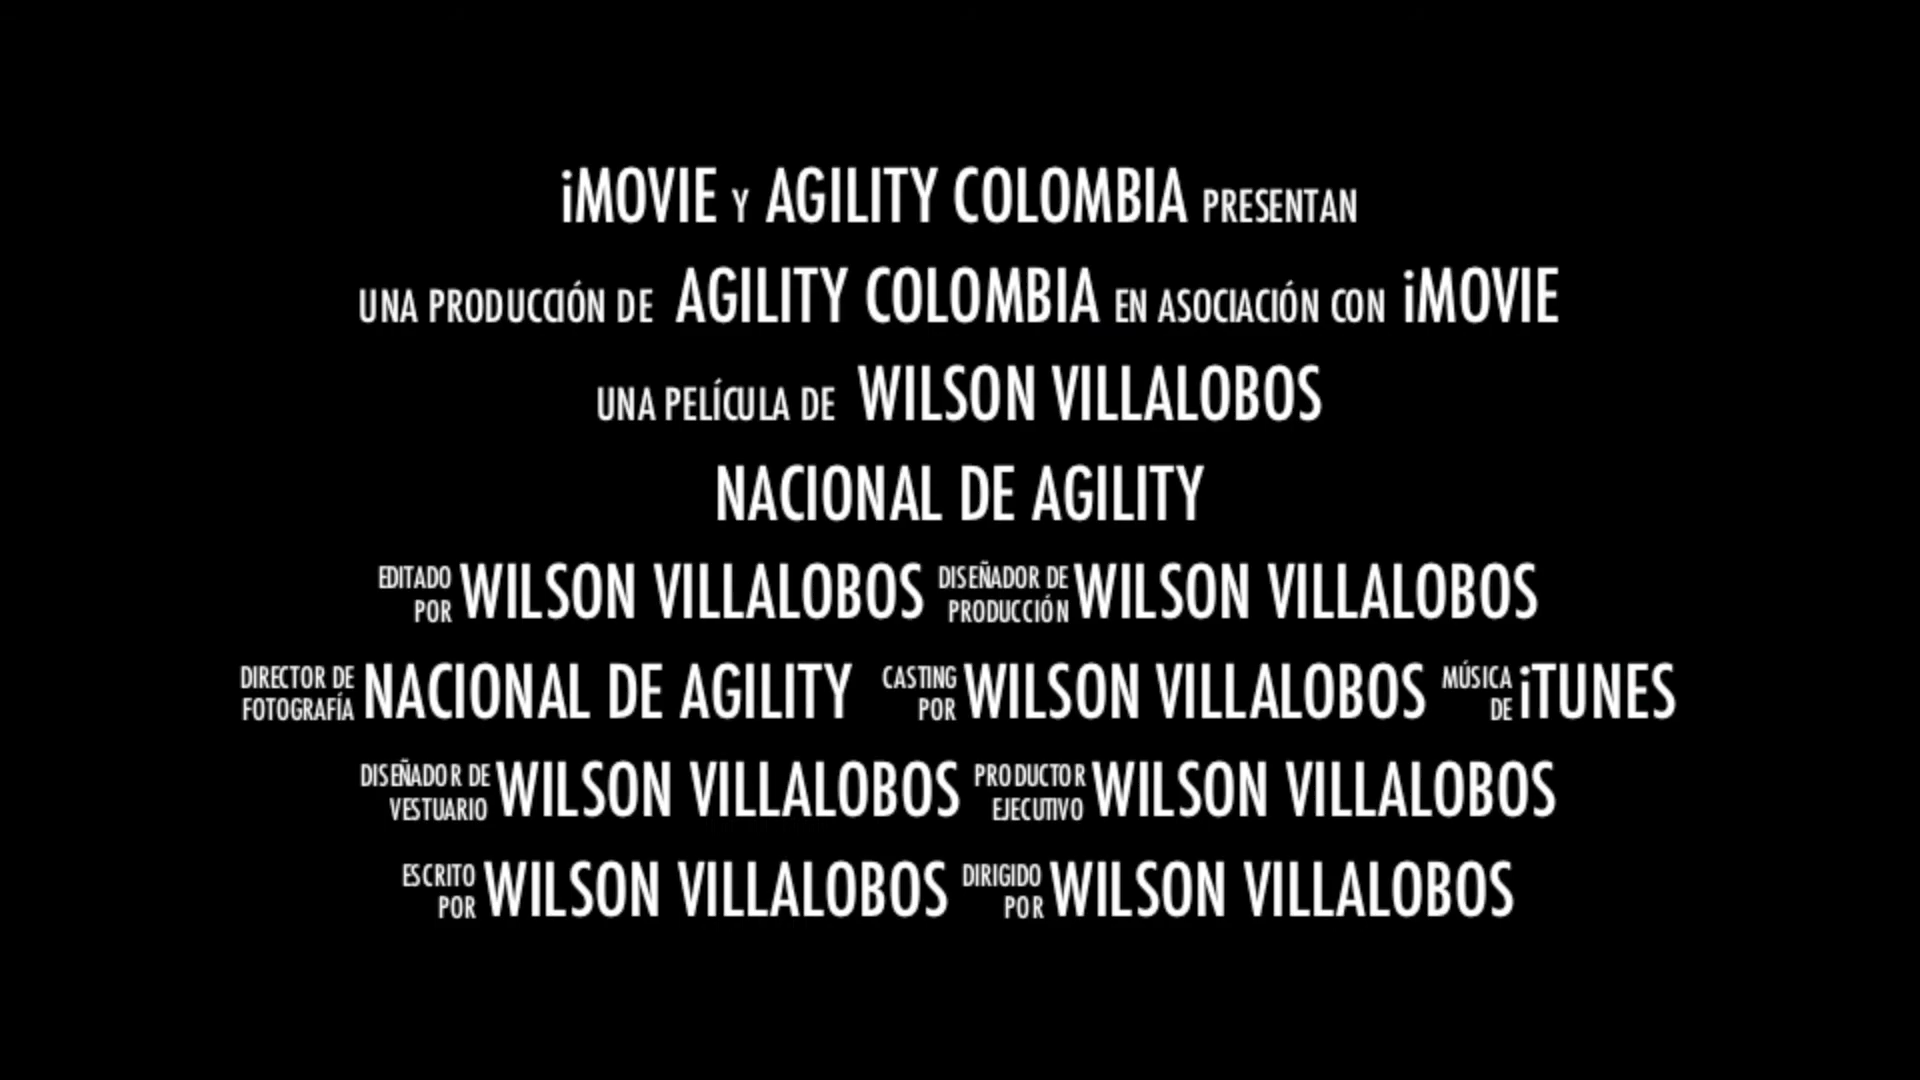 iMOVIE Y AGILITY COLOMBIA PRESENTAN
UNA PRODUCCIÓN DE AGILITY COLOMBIA EN ASOCIACIÓN CON iMOVIE
UNA PELÍCULA DE WILSON VILLALOBOS
NACIONAL DE AGILITY
EDITADO POR WILSON VILLALOBOS DISEÑADOR DE PRODUCCIÓN WILSON VILLALOBOS
DIRECTOR DE FOTOGRAFÍA NACIONAL DE AGILITY CASTING POR WILSON VILLALOBOS MÚSICA DE iTUNES
DISEÑADOR DE VESTUARIO WILSON VILLALOBOS PRODUCTOR EJECUTIVO WILSON VILLALOBOS
ESCRITO POR WILSON VILLALOBOS DIRIGIDO POR WILSON VILLALOBOS